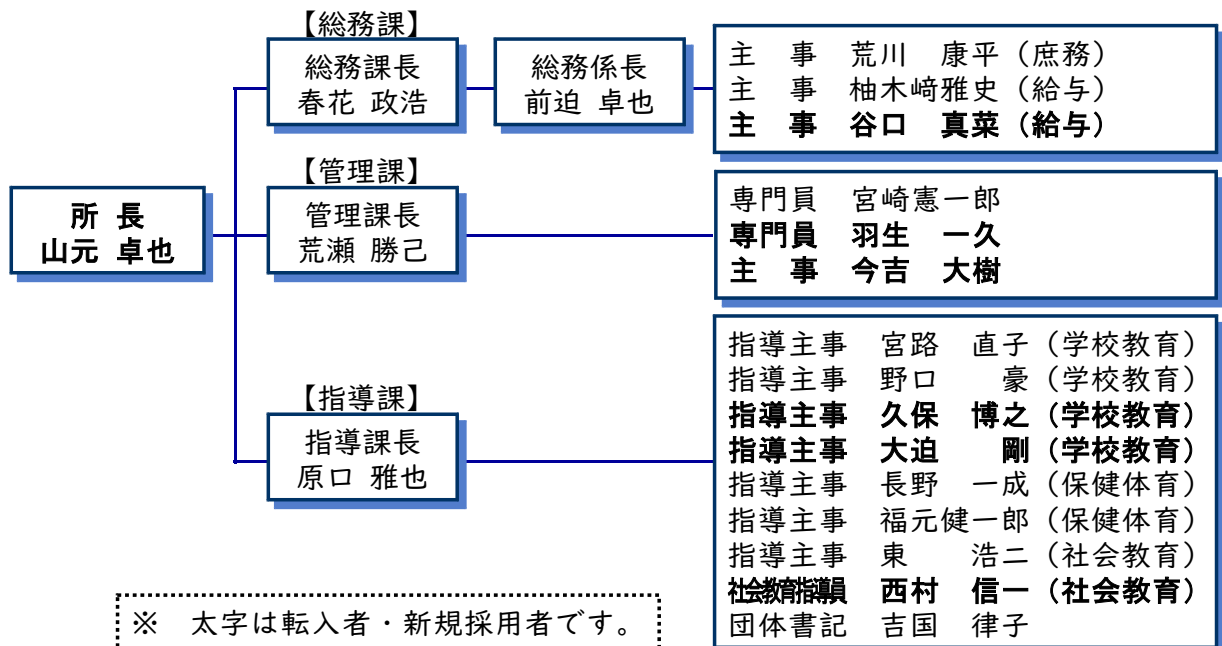 【総務課】
総務課長
春花 政浩
総務係長
前迫 卓也
主　事　荒川　康平（庶務）
主　事　柚木﨑雅史（給与）
主　事　谷口　真菜（給与）
所 長
山元 卓也
【管理課】
管理課長
荒瀬 勝己
専門員　宮崎憲一郎
専門員　羽生　一久
主　事　今吉　大樹
【指導課】
指導課長
原口 雅也
指導主事　宮路　直子（学校教育）
指導主事　野口　　豪（学校教育）
指導主事　久保　博之（学校教育）
指導主事　大迫　　剛（学校教育）
指導主事　長野　一成（保健体育）
指導主事　福元健一郎（保健体育）
指導主事　東　　浩二（社会教育）
社会教育指導員　西村　信一（社会教育）
団体書記　吉国　律子
※　太字は転入者・新規採用者です。